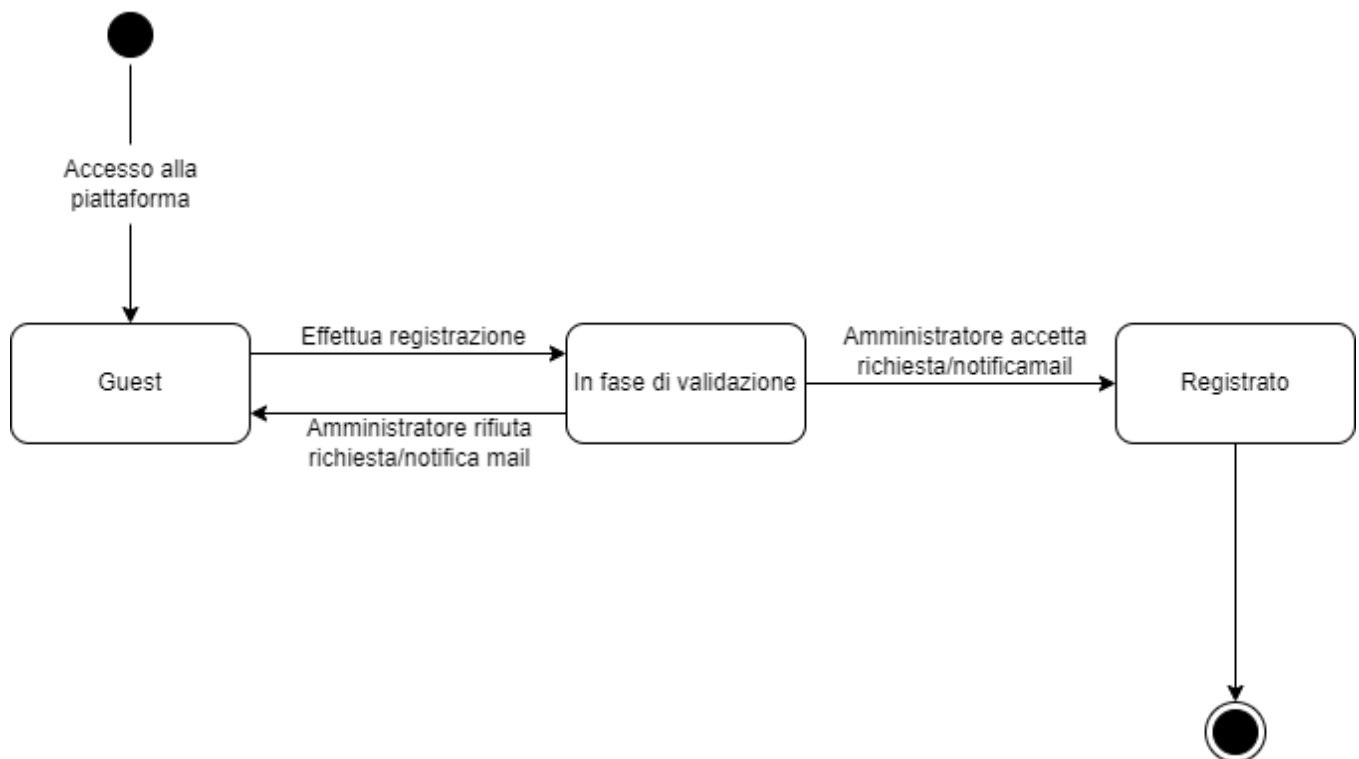 Accesso alla
piattaforma
Guest
Effettua registrazione
Amministratore rifiuta
richiesta/notifica mail
In fase di validazione
Amministratore accetta
richiesta/notificamail
Registrato